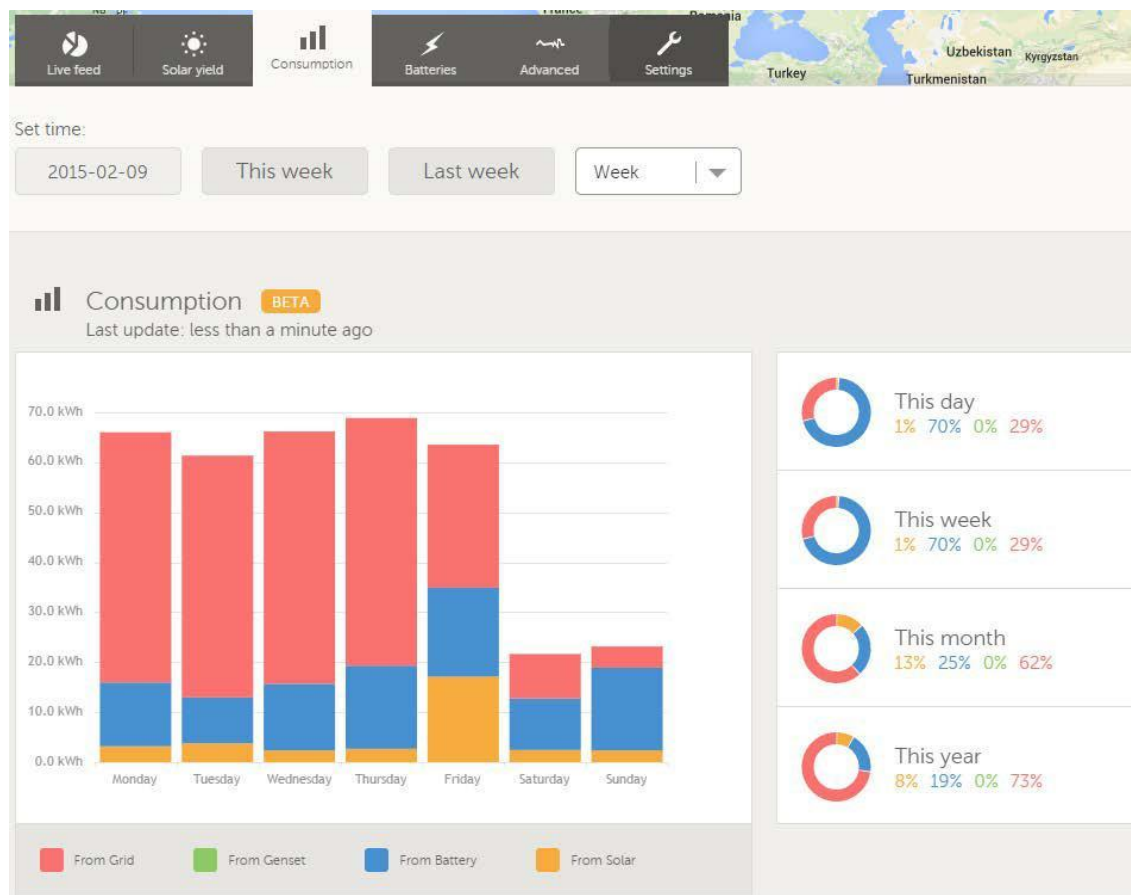 Romania
Live feed
Solar yield
Consumption
Batteries
Advanced
Settings
Turkey
Uzbekistan
Kyrgyzstan
Turkmenistan
Set time:
2015-02-09
This week
Last week
Week
Consumption BETA
Last update: less than a minute ago
70.0 kWh
60.0 kWh
50.0 kWh
40.0 kWh
30.0 kWh
20.0 kWh
10.0 kWh
0.0 kWh
Monday Tuesday Wednesday Thursday Friday Saturday Sunday
From Grid
From Genset
From Battery
From Solar
This day
1% 70% 0% 29%
This week
1% 70% 0% 29%
This month
13% 25% 0% 62%
This year
8% 19% 0% 73%